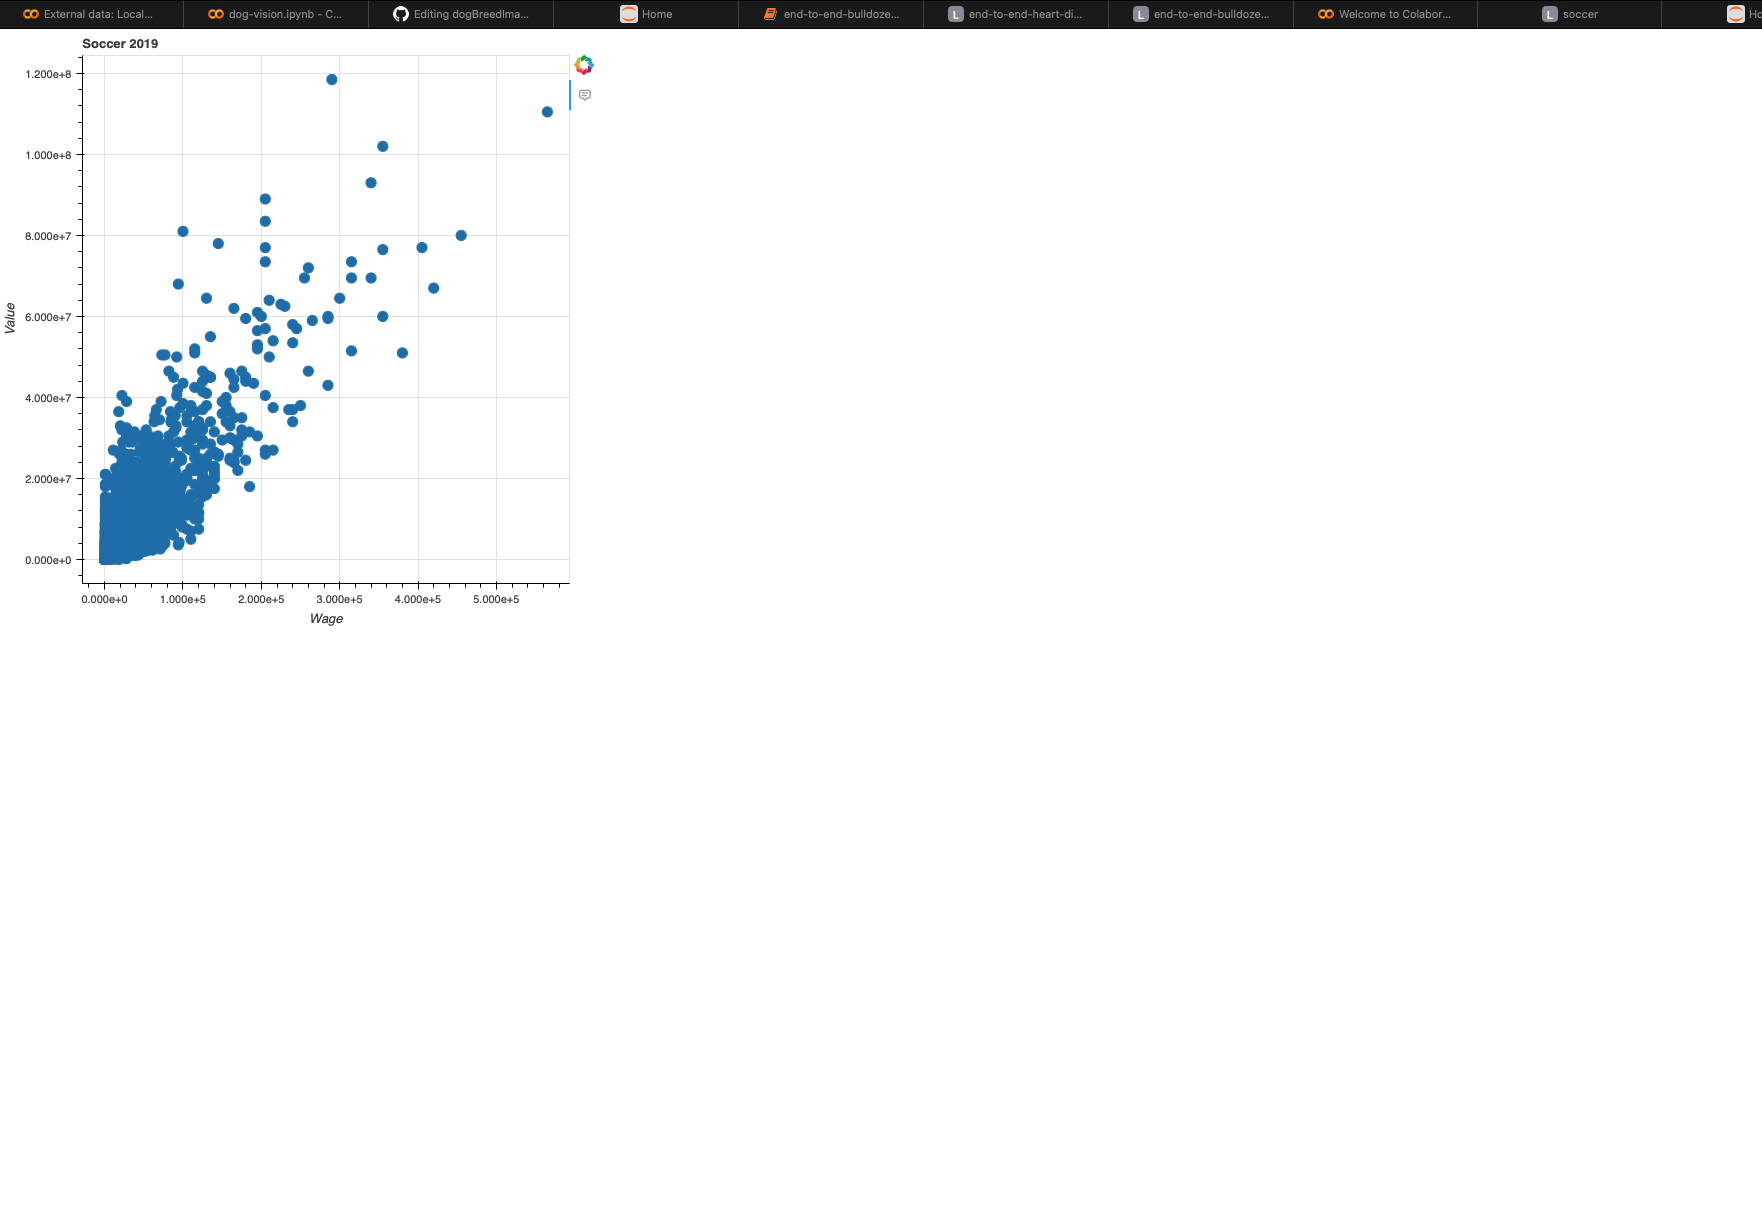 External data: Local...
dog-vision.ipynb - C...
Editing dogBreedIma...
Home
end-to-end-bulldoze...
L end-to-end-heart-di...
L end-to-end-bulldoze...
Welcome to Colabor...
L soccer
Ho
Soccer 2019
1.200e+8
1.000e+8
8.000e+7
6.000e+7
4.000e+7
2.000e+7
0.000e+0
Value
0.000e+0 1.000e+5 2.000e+5 3.000e+5 4.000e+5 5.000e+5
Wage